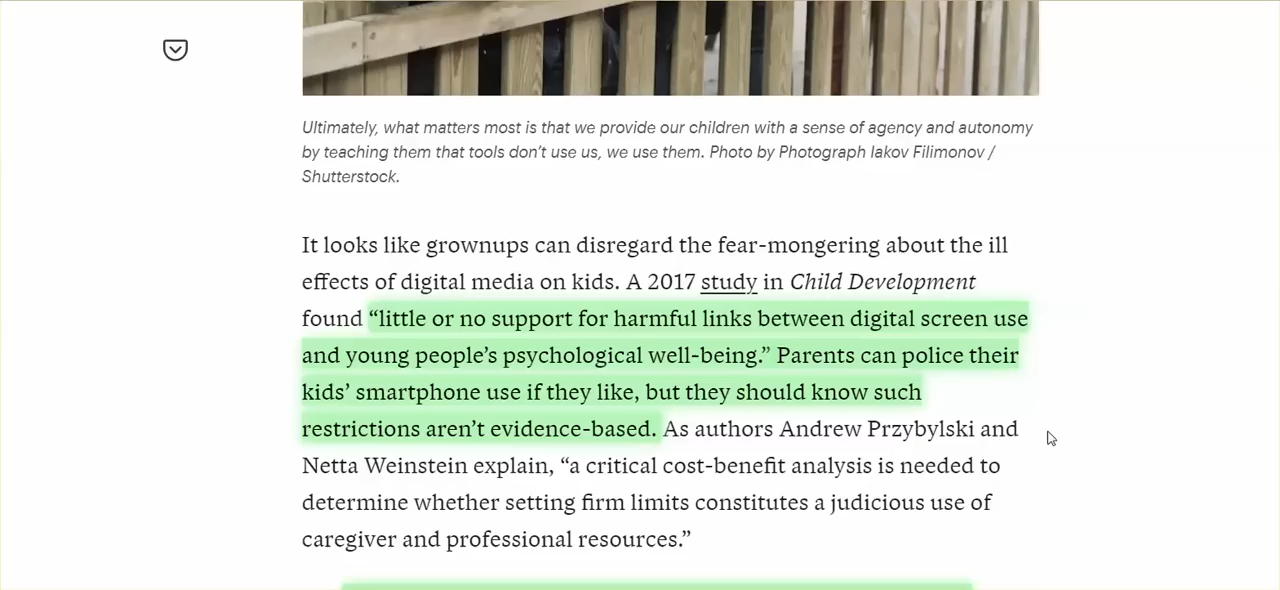 Ultimately, what matters most is that we provide our children with a sense of agency and autonomy
by teaching them that tools don’t use us, we use them. Photo by Photograph Iakov Filimonov /
Shutterstock.
It looks like grownups can disregard the fear-mongering about the ill
effects of digital media on kids. A 2017 study in Child Development
found “little or no support for harmful links between digital screen use
and young people’s psychological well-being.” Parents can police their
kids’ smartphone use if they like, but they should know such
restrictions aren’t evidence-based. As authors Andrew Przybylski and
Netta Weinstein explain, “a critical cost-benefit analysis is needed to
determine whether setting firm limits constitutes a judicious use of
caregiver and professional resources.”